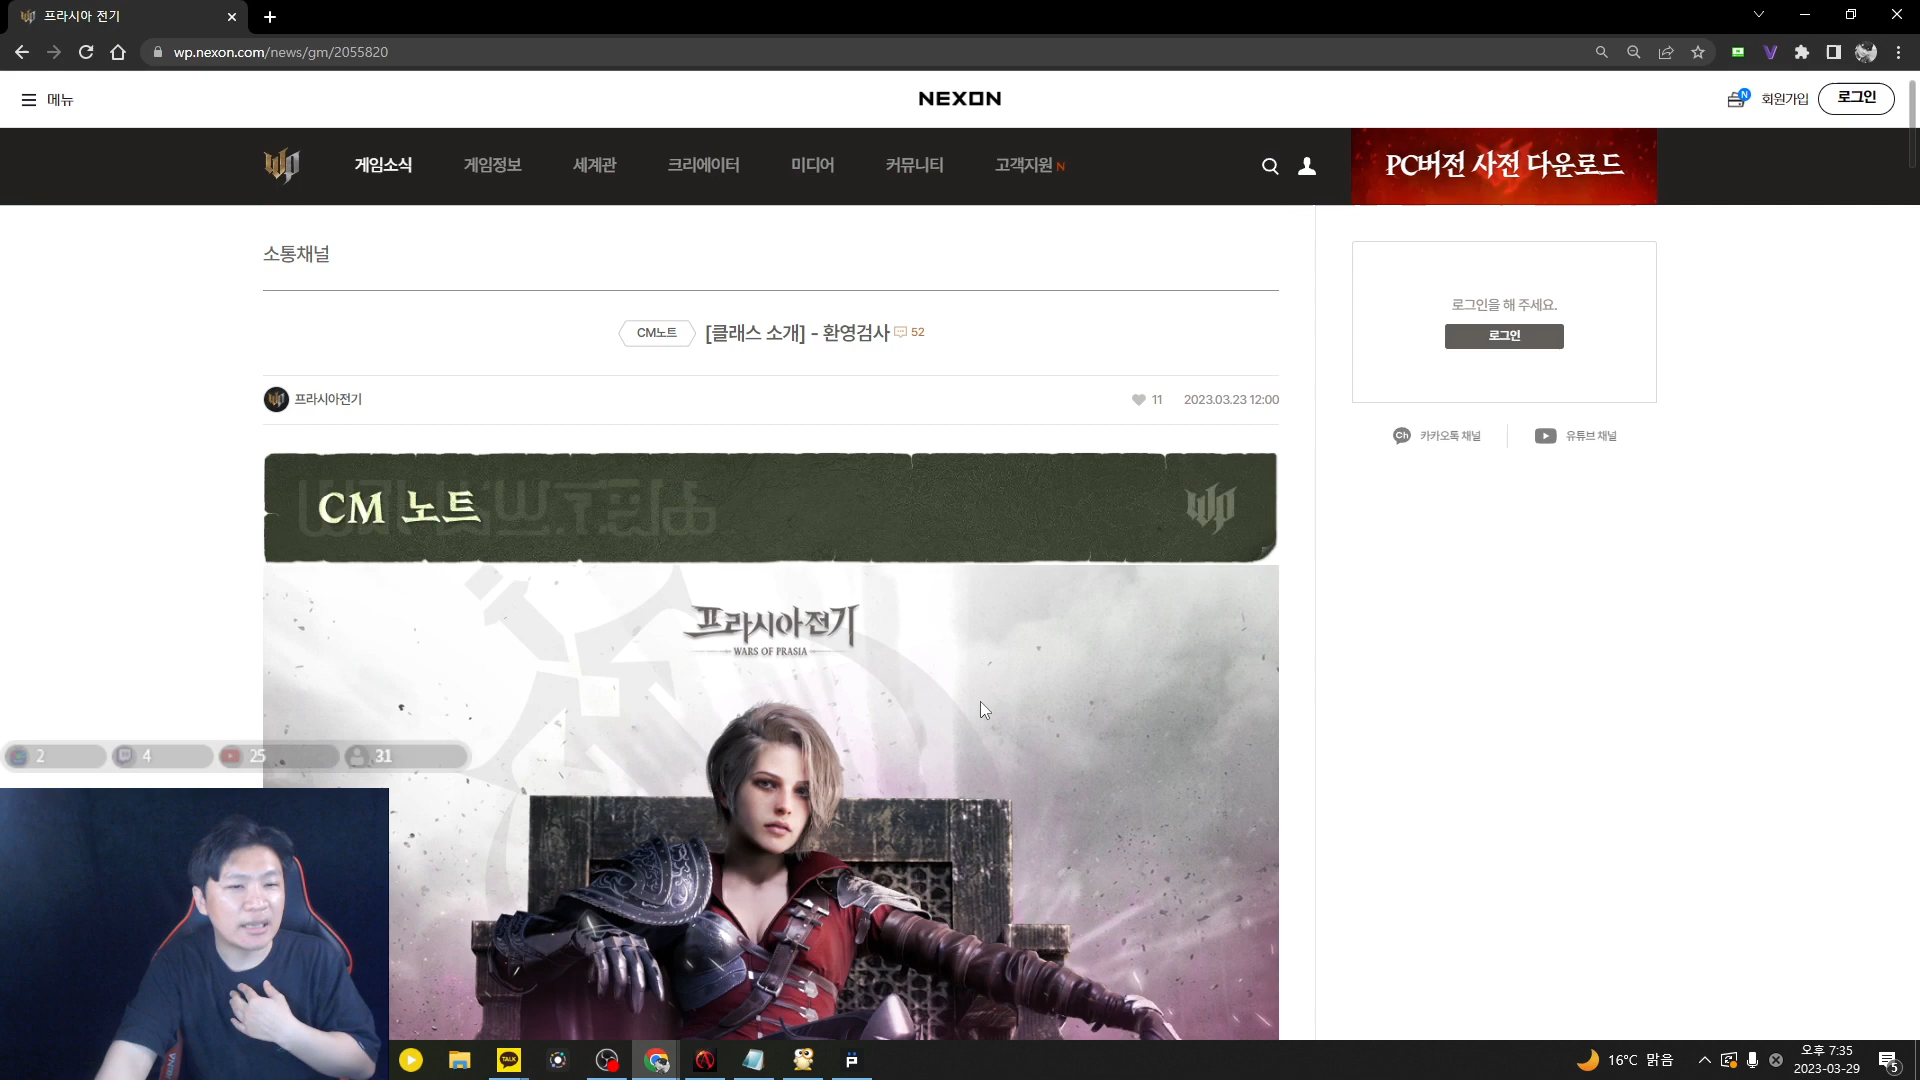 프라시아 전기
wp.nexon.com/news/gm/2055820
메뉴
NEXON
N
회원가입
로그인
게임소식
게임정보
세계관
크리에이터
미디어
커뮤니티
고객지원 N
PC버전 사전 다운로드
소통채널
CM노트
[클래스 소개] - 환영검사
52
프라시아전기
11
2023.03.23 12:00
로그인을 해 주세요.
로그인
Ch 카카오톡 채널
유튜브 채널
CM 노트
프라시아전기
WARS OF PRASIA
2
4
25
31
TALK
16°C 맑음
오후 7:35
2023-03-29
5